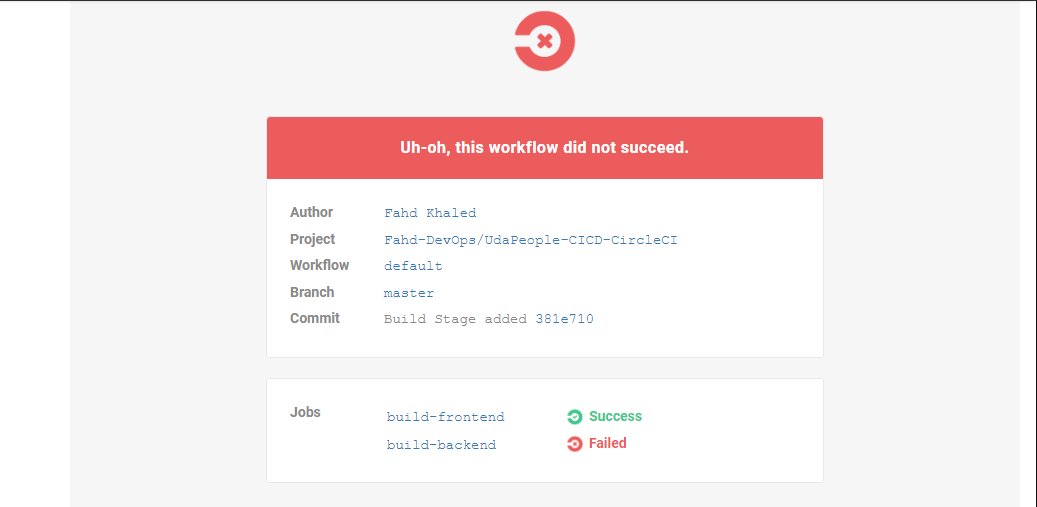 Uh-oh, this workflow did not succeed.
Author Fahd Khaled
Project Fahd-DevOps/UdaPeople-CICD-CircleCI
Workflow default
Branch master
Commit Build Stage added 381e710
Jobs build-frontend Success
build-backend Failed